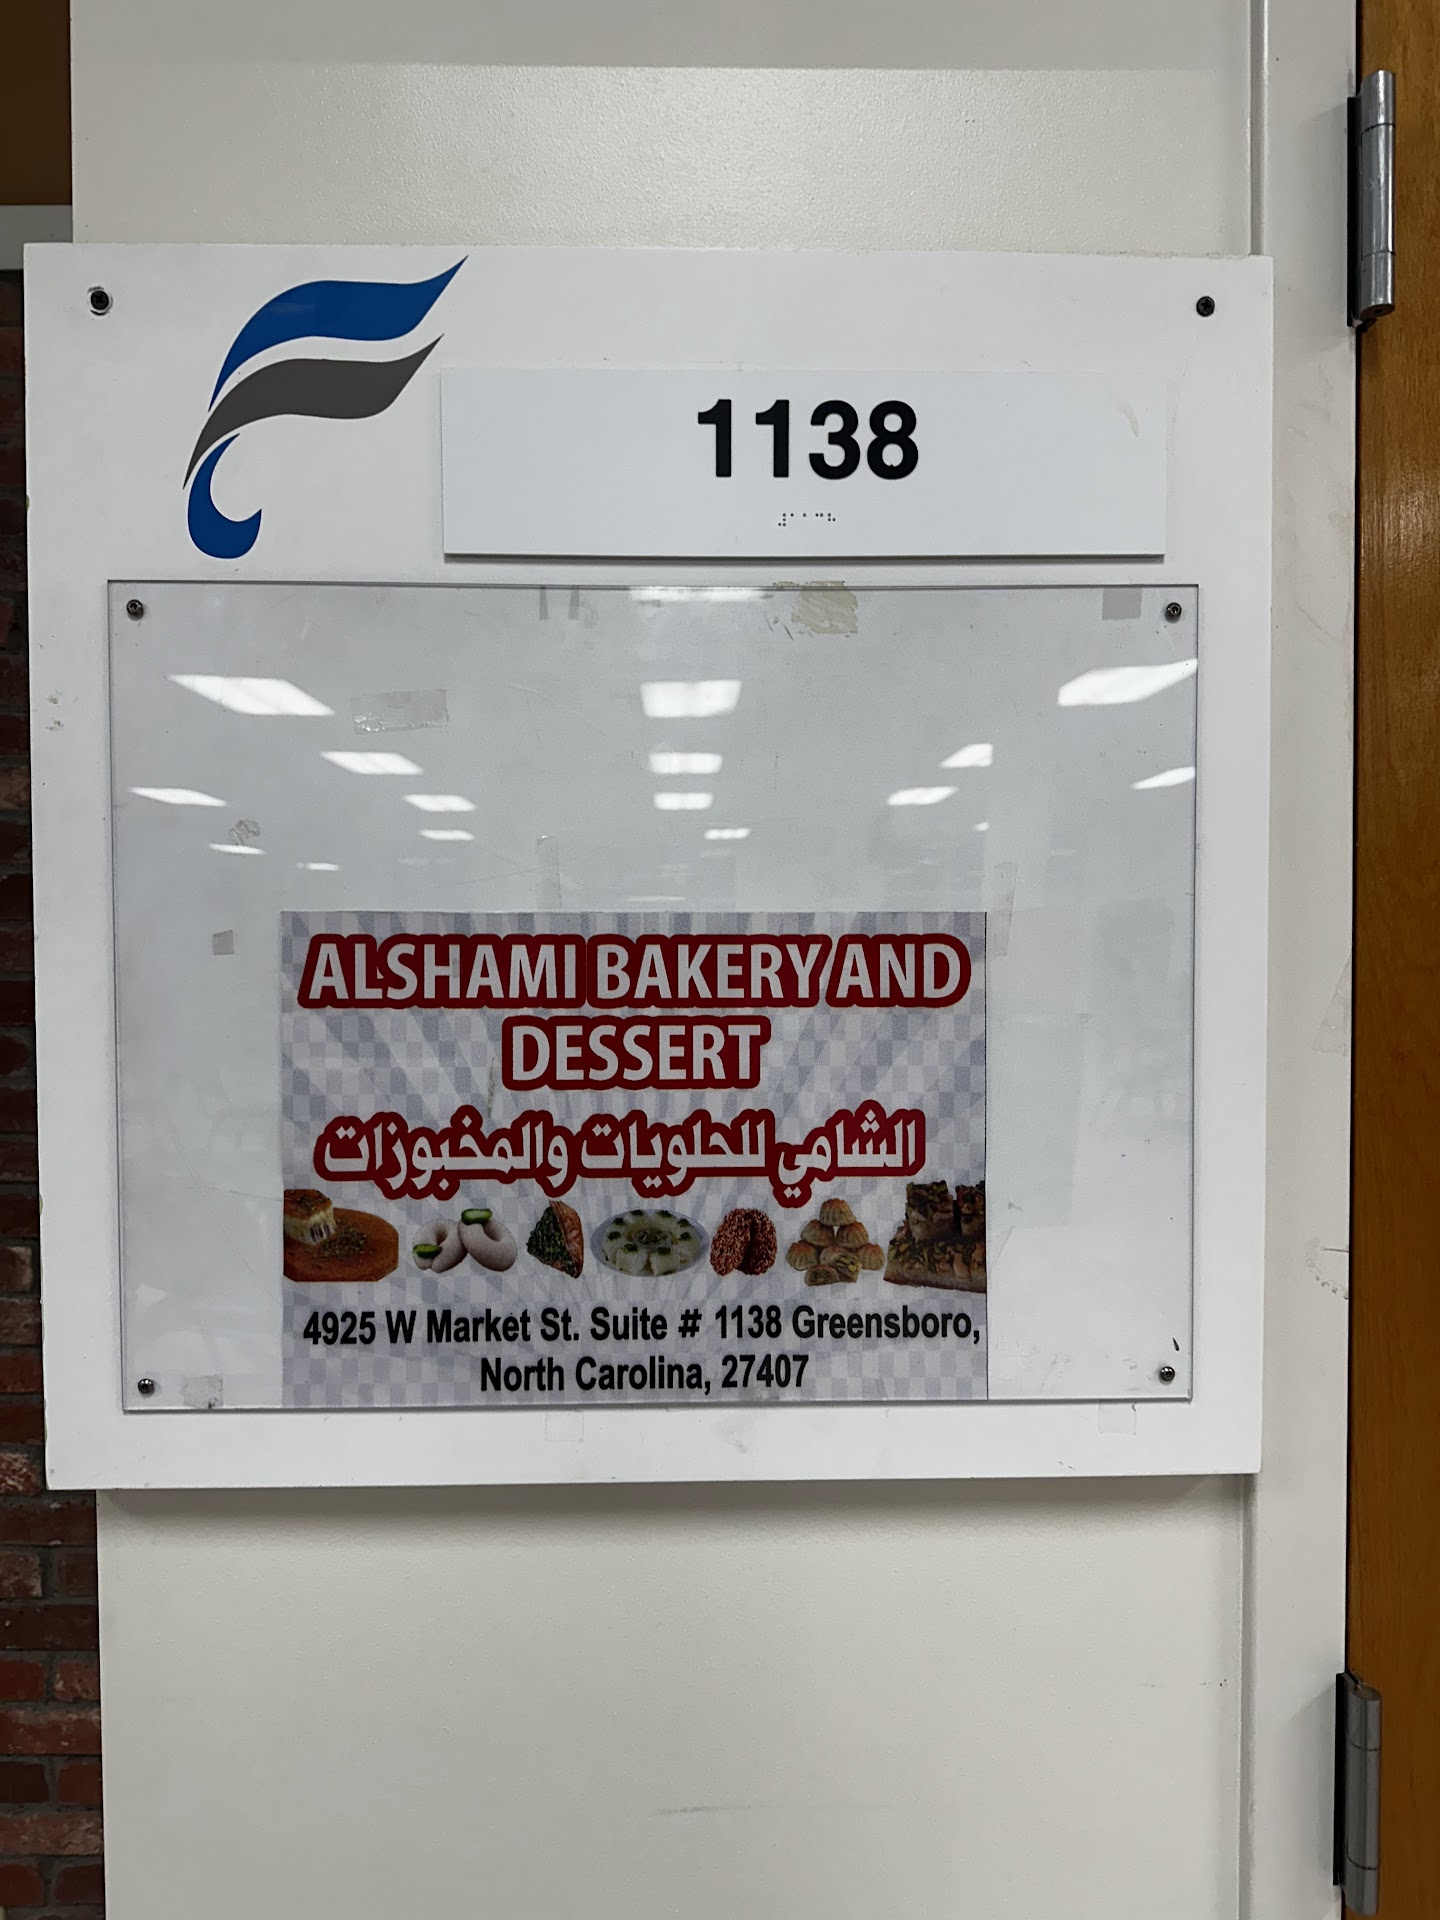 1138
⠼⠁⠁⠉⠓
ALSHAMI BAKERY AND
DESSERT
الشامي للحلويات والمخبوزات
4925 W Market St. Suite # 1138 Greensboro,
North Carolina, 27407